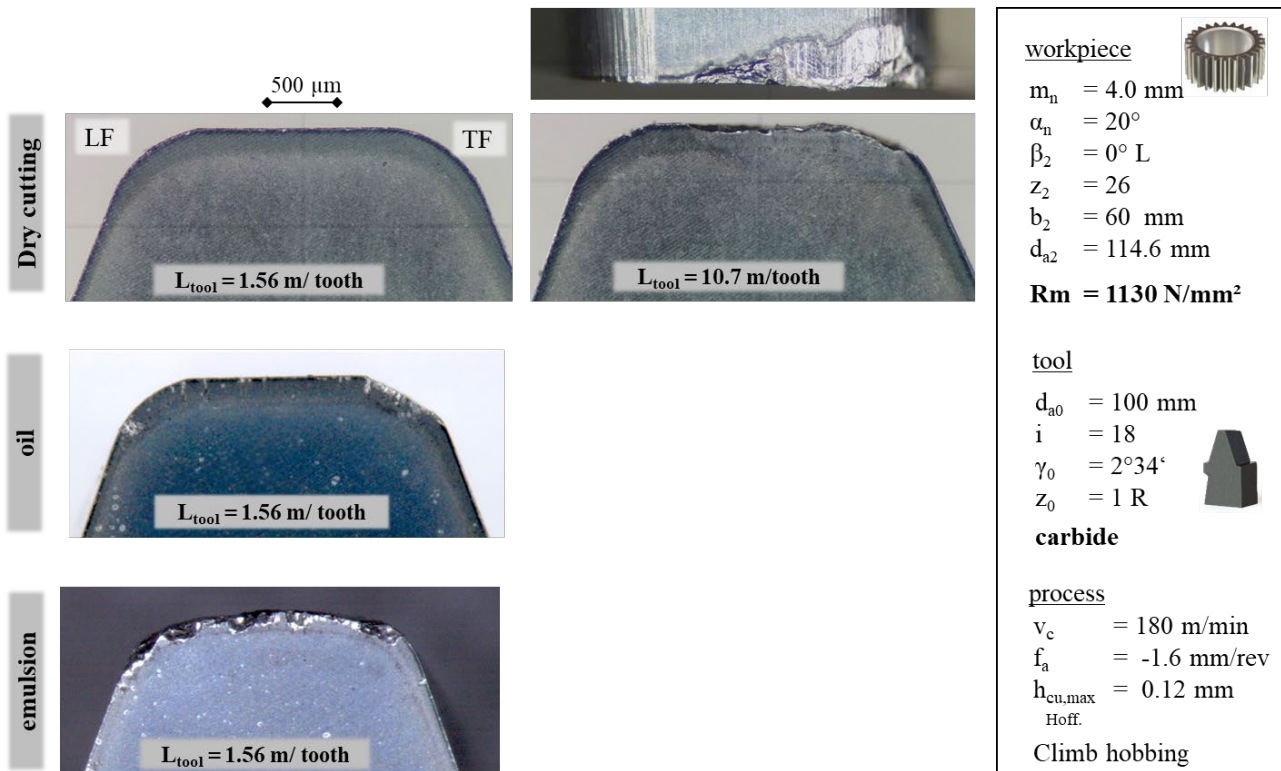 500 µm
Dry cutting
LF
TF
L_tool = 1.56 m/ tooth
L_tool = 10.7 m/tooth
oil
L_tool = 1.56 m/ tooth
emulsion
L_tool = 1.56 m/ tooth
workpiece
m_n = 4.0 mm
α_n = 20°
β_2 = 0° L
z_2 = 26
b_2 = 60 mm
d_a2 = 114.6 mm
Rm = 1130 N/mm²
tool
d_a0 = 100 mm
i = 18
γ_0 = 2°34‘
z_0 = 1 R
carbide
process
v_c = 180 m/min
f_a = -1.6 mm/rev
h_cu,max = 0.12 mm
Hoff.
Climb hobbing